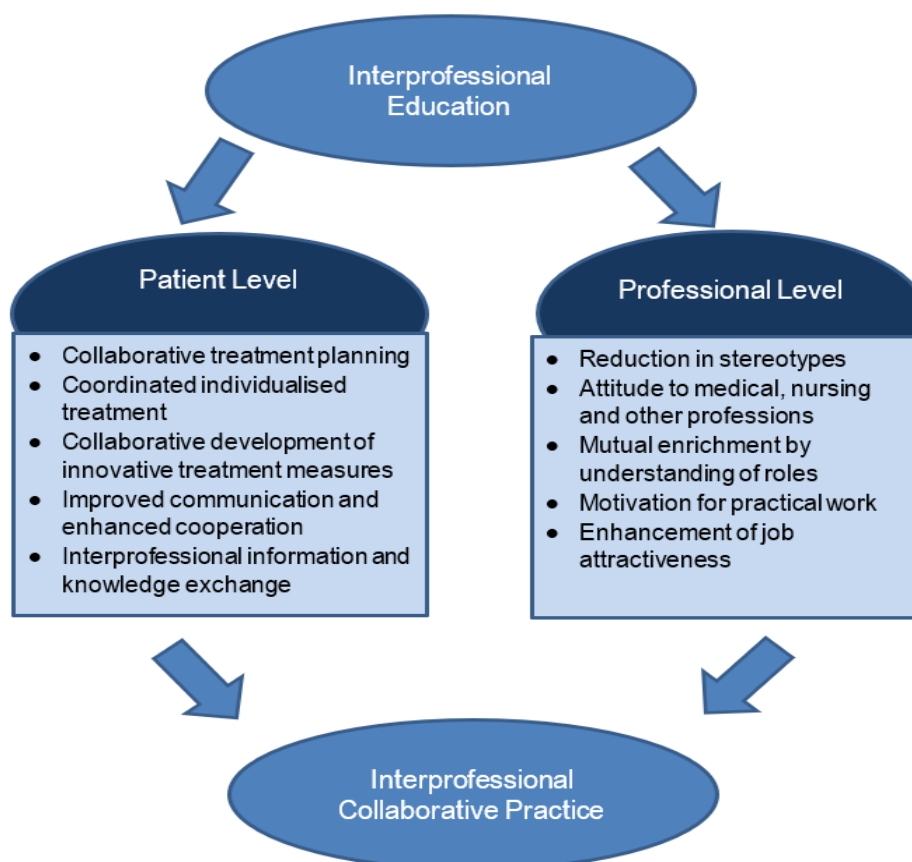 Interprofessional
Education
Patient Level
• Collaborative treatment planning
• Coordinated individualised
treatment
• Collaborative development of
innovative treatment measures
• Improved communication and
enhanced cooperation
• Interprofessional information and
knowledge exchange
Professional Level
• Reduction in stereotypes
• Attitude to medical, nursing
and other professions
• Mutual enrichment by
understanding of roles
• Motivation for practical work
• Enhancement of job
attractiveness
Interprofessional
Collaborative Practice